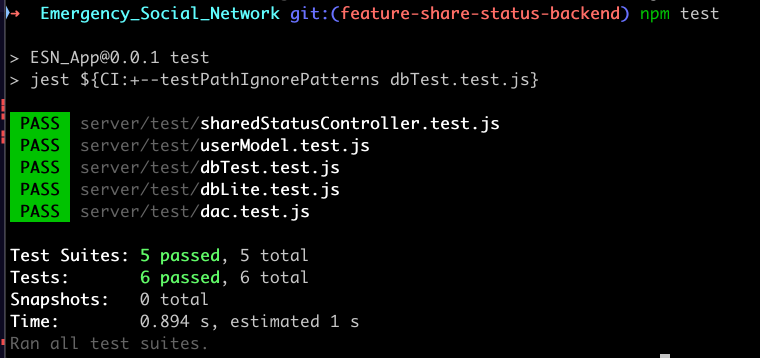 → Emergency_Social_Network git:(feature-share-status-backend) npm test
> ESN_App@0.0.1 test
> jest ${CI:+--testPathIgnorePatterns dbTest.test.js}
PASS server/test/sharedStatusController.test.js
PASS server/test/userModel.test.js
PASS server/test/dbTest.test.js
PASS server/test/dbLite.test.js
PASS server/test/dac.test.js
Test Suites: 5 passed, 5 total
Tests: 6 passed, 6 total
Snapshots: 0 total
Time: 0.894 s, estimated 1 s
Ran all test suites.